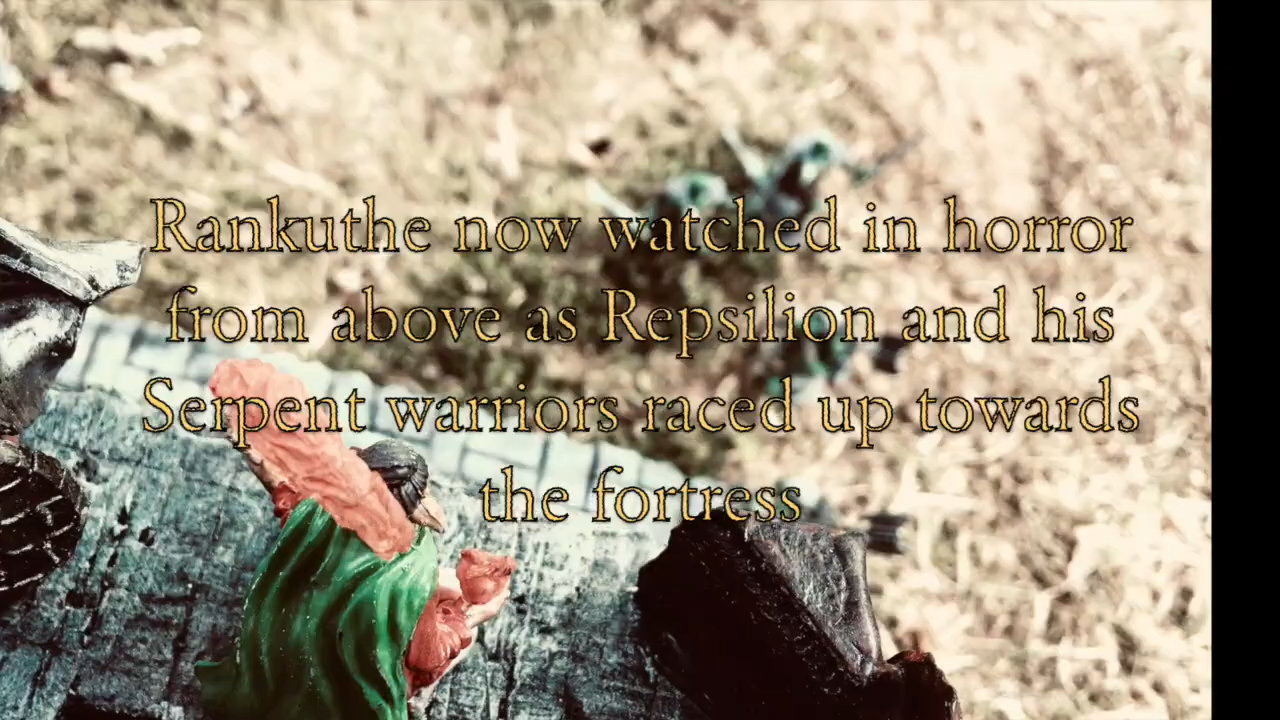 Rankuthe now watched in horror
from above as Repsilion and his
Serpent warriors raced up towards
the fortress